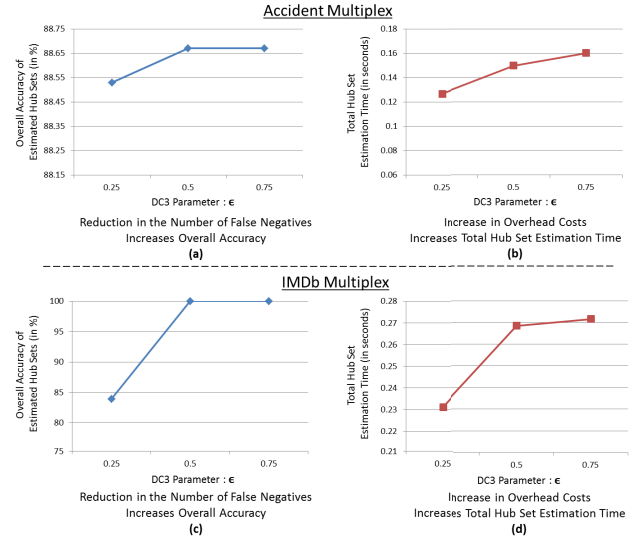 Accident Multiplex
Overall Accuracy of
Estimated Hub Sets (in %)
88.75
88.65
88.55
88.45
88.35
88.25
88.15
0.25
0.5
0.75
DC3 Parameter : ϵ
Reduction in the Number of False Negatives
Increases Overall Accuracy
(a)
Total Hub Set
Estimation Time (in seconds)
0.18
0.16
0.14
0.12
0.1
0.08
0.06
0.25
0.5
0.75
DC3 Parameter : ϵ
Increase in Overhead Costs
Increases Total Hub Set Estimation Time
(b)
IMDb Multiplex
Overall Accuracy of
Estimated Hub Sets (in %)
100
95
90
85
80
75
0.25
0.5
0.75
DC3 Parameter : ϵ
Reduction in the Number of False Negatives
Increases Overall Accuracy
(c)
Total Hub Set
Estimation Time (in seconds)
0.28
0.27
0.26
0.25
0.24
0.23
0.22
0.21
0.25
0.5
0.75
DC3 Parameter : ϵ
Increase in Overhead Costs
Increases Total Hub Set Estimation Time
(d)